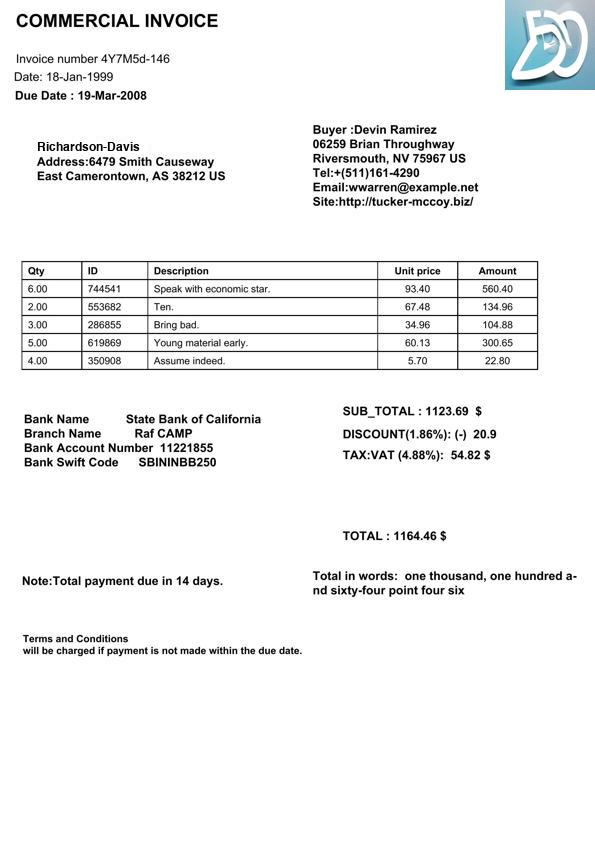 COMMERCIAL INVOICE
Invoice number 4Y7M5d-146
Date: 18-Jan-1999
Due Date : 19-Mar-2008
Buyer :Devin Ramirez
06259 Brian Throughway
Riversmouth, NV 75967 US
Tel:+(511)161-4290
Email:wwarren@example.net
Site:http://tucker-mccoy.biz/
Richardson-Davis
Address:6479 Smith Causeway
East Camerontown, AS 38212 US
Qty ID Description Unit price Amount
6.00 744541 Speak with economic star. 93.40 560.40
2.00 553682 Ten. 67.48 134.96
3.00 286855 Bring bad. 34.96 104.88
5.00 619869 Young material early. 60.13 300.65
4.00 350908 Assume indeed. 5.70 22.80
Bank Name State Bank of California
Branch Name Raf CAMP
Bank Account Number 11221855
Bank Swift Code SBININBB250
SUB_TOTAL : 1123.69 $
DISCOUNT(1.86%): (-) 20.9
TAX:VAT (4.88%): 54.82 $
TOTAL : 1164.46 $
Note:Total payment due in 14 days.
Total in words: one thousand, one hundred a-
nd sixty-four point four six
Terms and Conditions
will be charged if payment is not made within the due date.